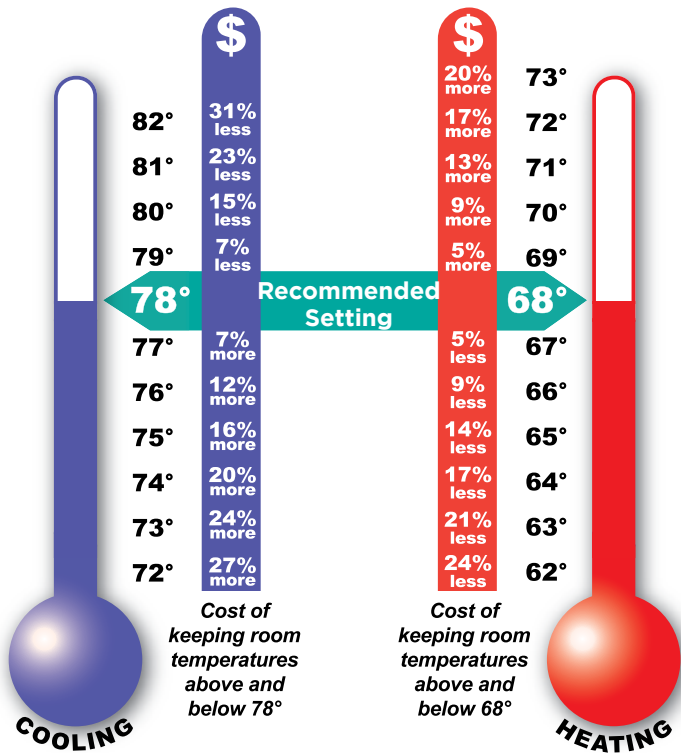 $
$
20%
more
73°
82°
31%
less
17%
more
72°
81°
23%
less
13%
more
71°
80°
15%
less
9%
more
70°
79°
7%
less
5%
more
69°
78°
Recommended
Setting
68°
77°
7%
more
5%
less
67°
76°
12%
more
9%
less
66°
75°
16%
more
14%
less
65°
74°
20%
more
17%
less
64°
73°
24%
more
21%
less
63°
72°
27%
more
24%
less
62°
Cost of
keeping room
temperatures
above and
below 78°
Cost of
keeping room
temperatures
above and
below 68°
COOLING
HEATING